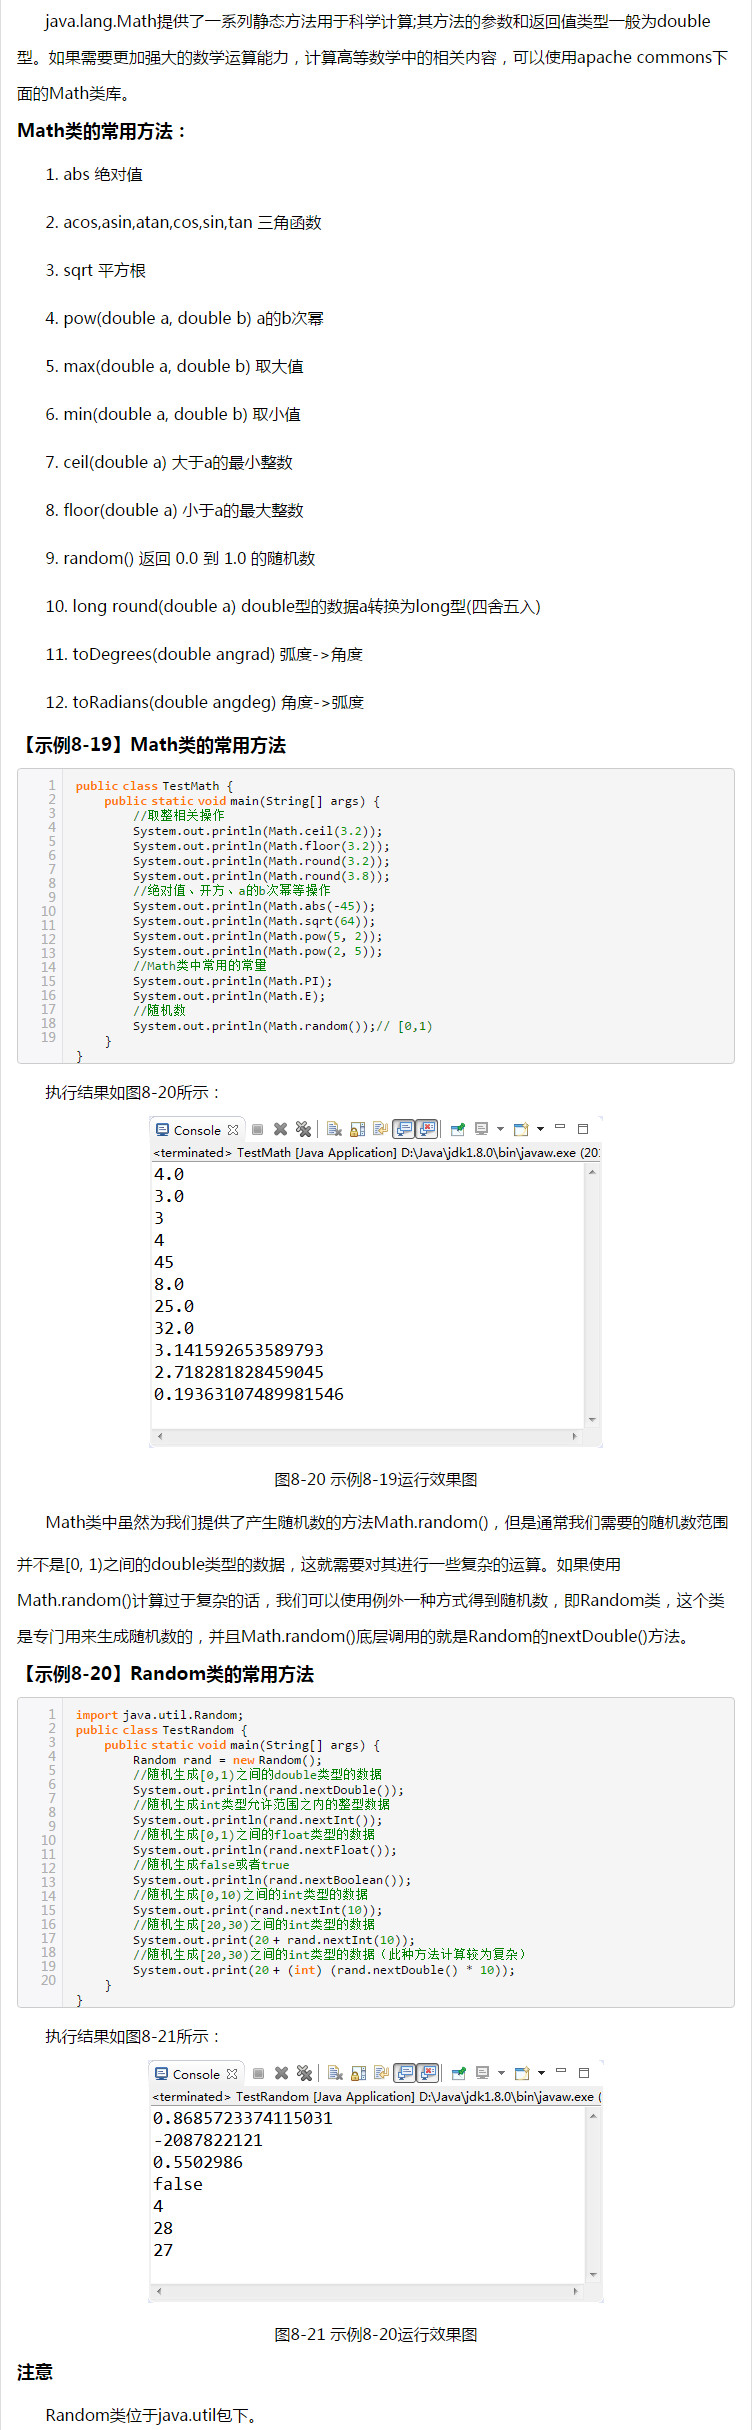 java.lang.Math提供了一系列静态方法用于科学计算;其方法的参数和返回值类型一般为double
型。如果需要更加强大的数学运算能力，计算高等数学中的相关内容，可以使用apache commons下
面的Math类库。
Math类的常用方法：
1. abs 绝对值
2. acos,asin,atan,cos,sin,tan 三角函数
3. sqrt 平方根
4. pow(double a, double b) a的b次幂
5. max(double a, double b) 取大值
6. min(double a, double b) 取小值
7. ceil(double a) 大于a的最小整数
8. floor(double a) 小于a的最大整数
9. random() 返回 0.0 到 1.0 的随机数
10. long round(double a) double型的数据a转换为long型(四舍五入)
11. toDegrees(double angrad) 弧度->角度
12. toRadians(double angdeg) 角度->弧度
【示例8-19】Math类的常用方法
1 public class TestMath {
2 public static void main(String[] args) {
3 //取整相关操作
4 System.out.println(Math.ceil(3.2));
5 System.out.println(Math.floor(3.2));
6 System.out.println(Math.round(3.2));
7 System.out.println(Math.round(3.8));
8 //绝对值、开方、a的b次幂等操作
9 System.out.println(Math.abs(-45));
10 System.out.println(Math.sqrt(64));
11 System.out.println(Math.pow(5, 2));
12 System.out.println(Math.pow(2, 5));
13 //Math类中常用的常量
14 System.out.println(Math.PI);
15 System.out.println(Math.E);
16 //随机数
17 System.out.println(Math.random());// [0,1)
18 }
19 }
执行结果如图8-20所示：
Console
<terminated> TestMath [Java Application] D:\Java\jdk1.8.0\bin\javaw.exe (201
4.0
3.0
3
4
45
8.0
25.0
32.0
3.141592653589793
2.718281828459045
0.19363107489981546
图8-20 示例8-19运行效果图
Math类中虽然为我们提供了产生随机数的方法Math.random()，但是通常我们需要的随机数范围
并不是[0, 1)之间的double类型的数据，这就需要对其进行一些复杂的运算。如果使用
Math.random()计算过于复杂的话，我们可以使用例外一种方式得到随机数，即Random类，这个类
是专门用来生成随机数的，并且Math.random()底层调用的就是Random的nextDouble()方法。
【示例8-20】Random类的常用方法
1 import java.util.Random;
2 public class TestRandom {
3 public static void main(String[] args) {
4 Random rand = new Random();
5 //随机生成[0,1)之间的double类型的数据
6 System.out.println(rand.nextDouble());
7 //随机生成int类型允许范围之内的整型数据
8 System.out.println(rand.nextInt());
9 //随机生成[0,1)之间的float类型的数据
10 System.out.println(rand.nextFloat());
11 //随机生成false或者true
12 System.out.println(rand.nextBoolean());
13 //随机生成[0,10)之间的int类型的数据
14 System.out.print(rand.nextInt(10));
15 //随机生成[20,30)之间的int类型的数据
16 System.out.print(20 + rand.nextInt(10));
17 //随机生成[20,30)之间的int类型的数据（此种方法计算较为复杂）
18 System.out.print(20 + (int) (rand.nextDouble() * 10));
19 }
20 }
执行结果如图8-21所示：
Console
<terminated> TestRandom [Java Application] D:\Java\jdk1.8.0\bin\javaw.exe (
0.8685723374115031
-2087822121
0.5502986
false
4
28
27
图8-21 示例8-20运行效果图
注意
Random类位于java.util包下。